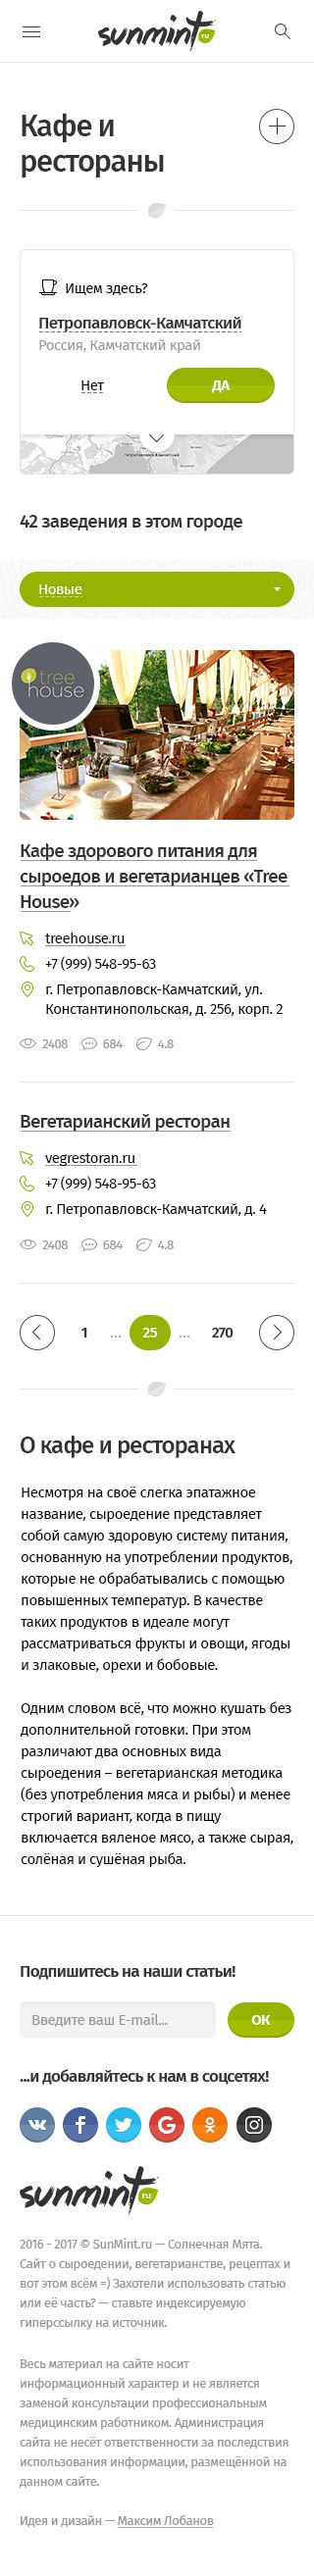 sunmint ru
Кафе и
рестораны
Ищем здесь?
Петропавловск-Камчатский
Россия, Камчатский край
Нет
ДА
42 заведения в этом городе
Новые
tree
house
Кафе здорового питания для
сыроедов и вегетарианцев «Tree
House»
treehouse.ru
+7 (999) 548-95-63
г. Петропавловск-Камчатский, ул.
Константинопольская, д. 256, корп. 2
2408 684 4.8
Вегетарианский ресторан
vegrestoran.ru
+7 (999) 548-95-63
г. Петропавловск-Камчатский, д. 4
2408 684 4.8
1 ... 25 ... 270
О кафе и ресторанах
Несмотря на своё слегка эпатажное
название, сыроедение представляет
собой самую здоровую систему питания,
основанную на употреблении продуктов,
которые не обрабатывались с помощью
повышенных температур. В качестве
таких продуктов в идеале могут
рассматриваться фрукты и овощи, ягоды
и злаковые, орехи и бобовые.
Одним словом всё, что можно кушать без
дополнительной готовки. При этом
различают два основных вида
сыроедения – вегетарианская методика
(без употребления мяса и рыбы) и менее
строгий вариант, когда в пищу
включается вяленое мясо, а также сырая,
солёная и сушёная рыба.
Подпишитесь на наши статьи!
Введите ваш E-mail...
ОК
...и добавляйтесь к нам в соцсетях!
sunmint ru
2016 - 2017 © SunMint.ru — Солнечная Мята.
Сайт о сыроедении, вегетарианстве, рецептах и
вот этом всём =) Захотели использовать статью
или её часть? — ставьте индексируемую
гиперссылку на источник.
Весь материал на сайте носит
информационный характер и не является
заменой консультации профессиональным
медицинским работником. Администрация
сайта не несёт ответственности за последствия
использования информации, размещённой на
данном сайте.
Идея и дизайн — Максим Лобанов